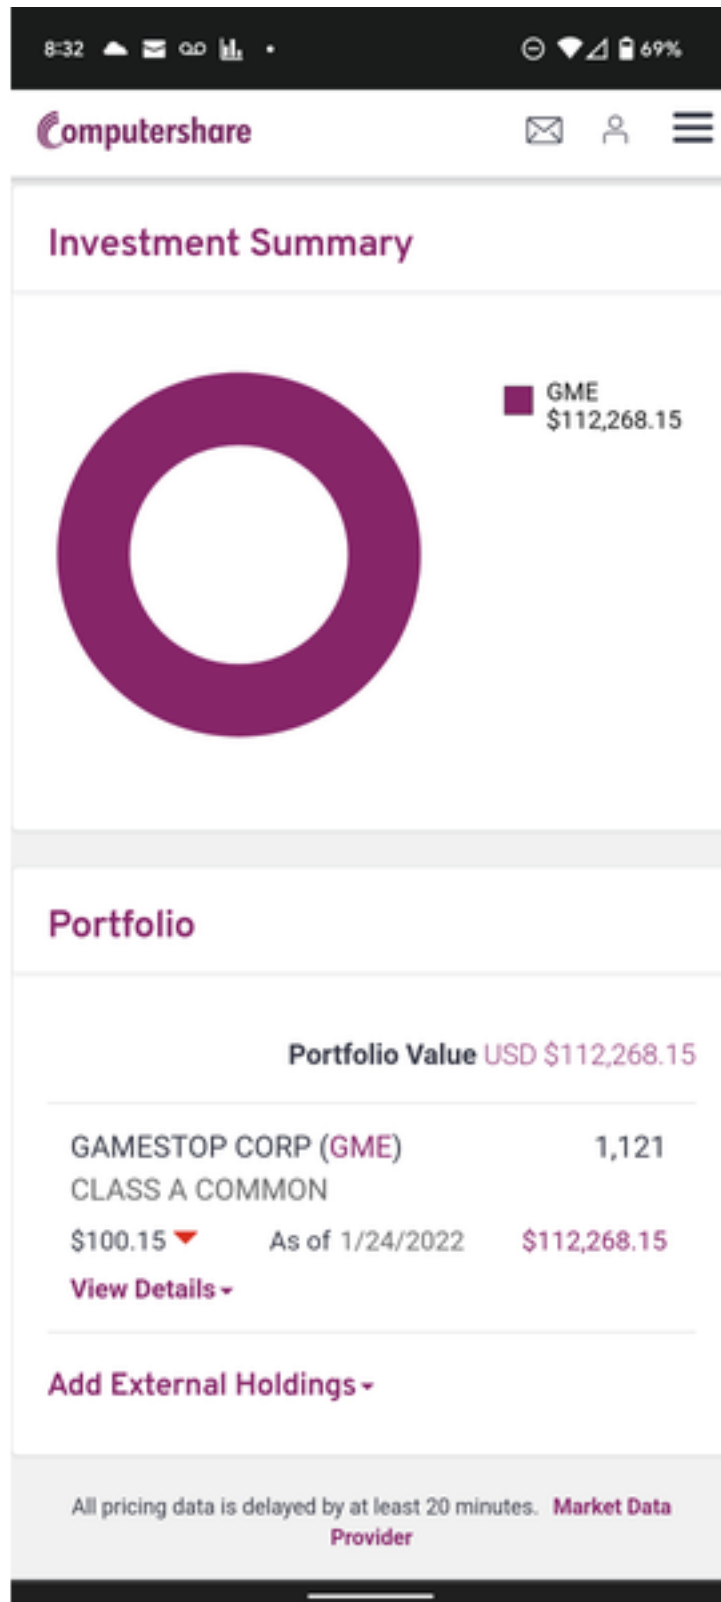 8:32
69%
Computershare
Investment Summary
GME
$112,268.15
Portfolio
Portfolio Value USD $112,268.15
GAMESTOP CORP (GME) 1,121
CLASS A COMMON
$100.15 As of 1/24/2022 $112,268.15
View Details
Add External Holdings
All pricing data is delayed by at least 20 minutes. Market Data
Provider